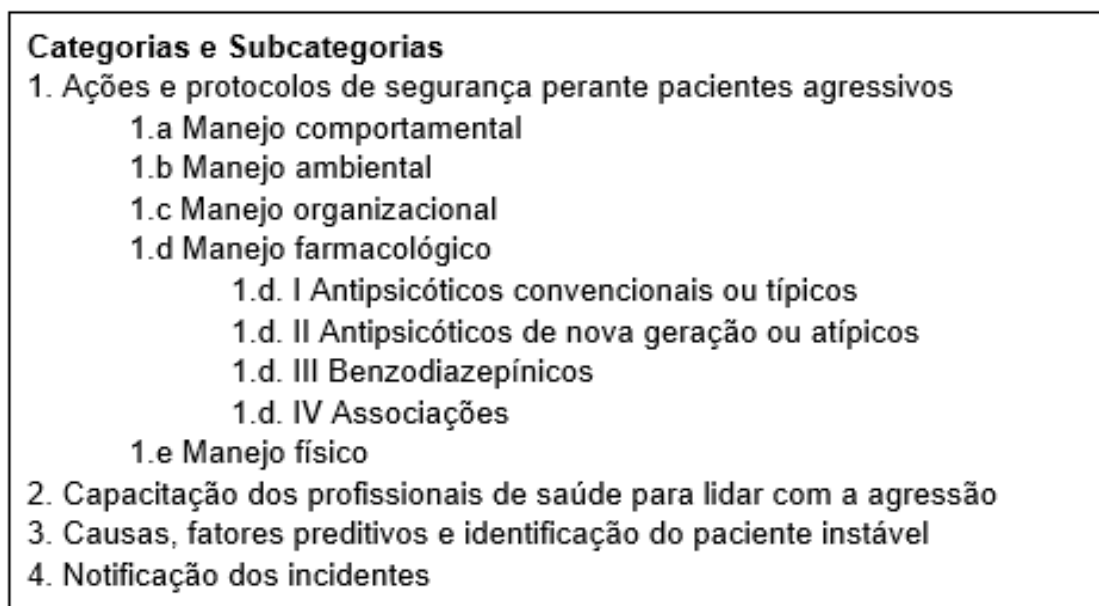 Categorias e Subcategorias
1. Ações e protocolos de segurança perante pacientes agressivos
1.a Manejo comportamental
1.b Manejo ambiental
1.c Manejo organizacional
1.d Manejo farmacológico
1.d. I Antipsicóticos convencionais ou típicos
1.d. II Antipsicóticos de nova geração ou atípicos
1.d. III Benzodiazepínicos
1.d. IV Associações
1.e Manejo físico
2. Capacitação dos profissionais de saúde para lidar com a agressão
3. Causas, fatores preditivos e identificação do paciente instável
4. Notificação dos incidentes